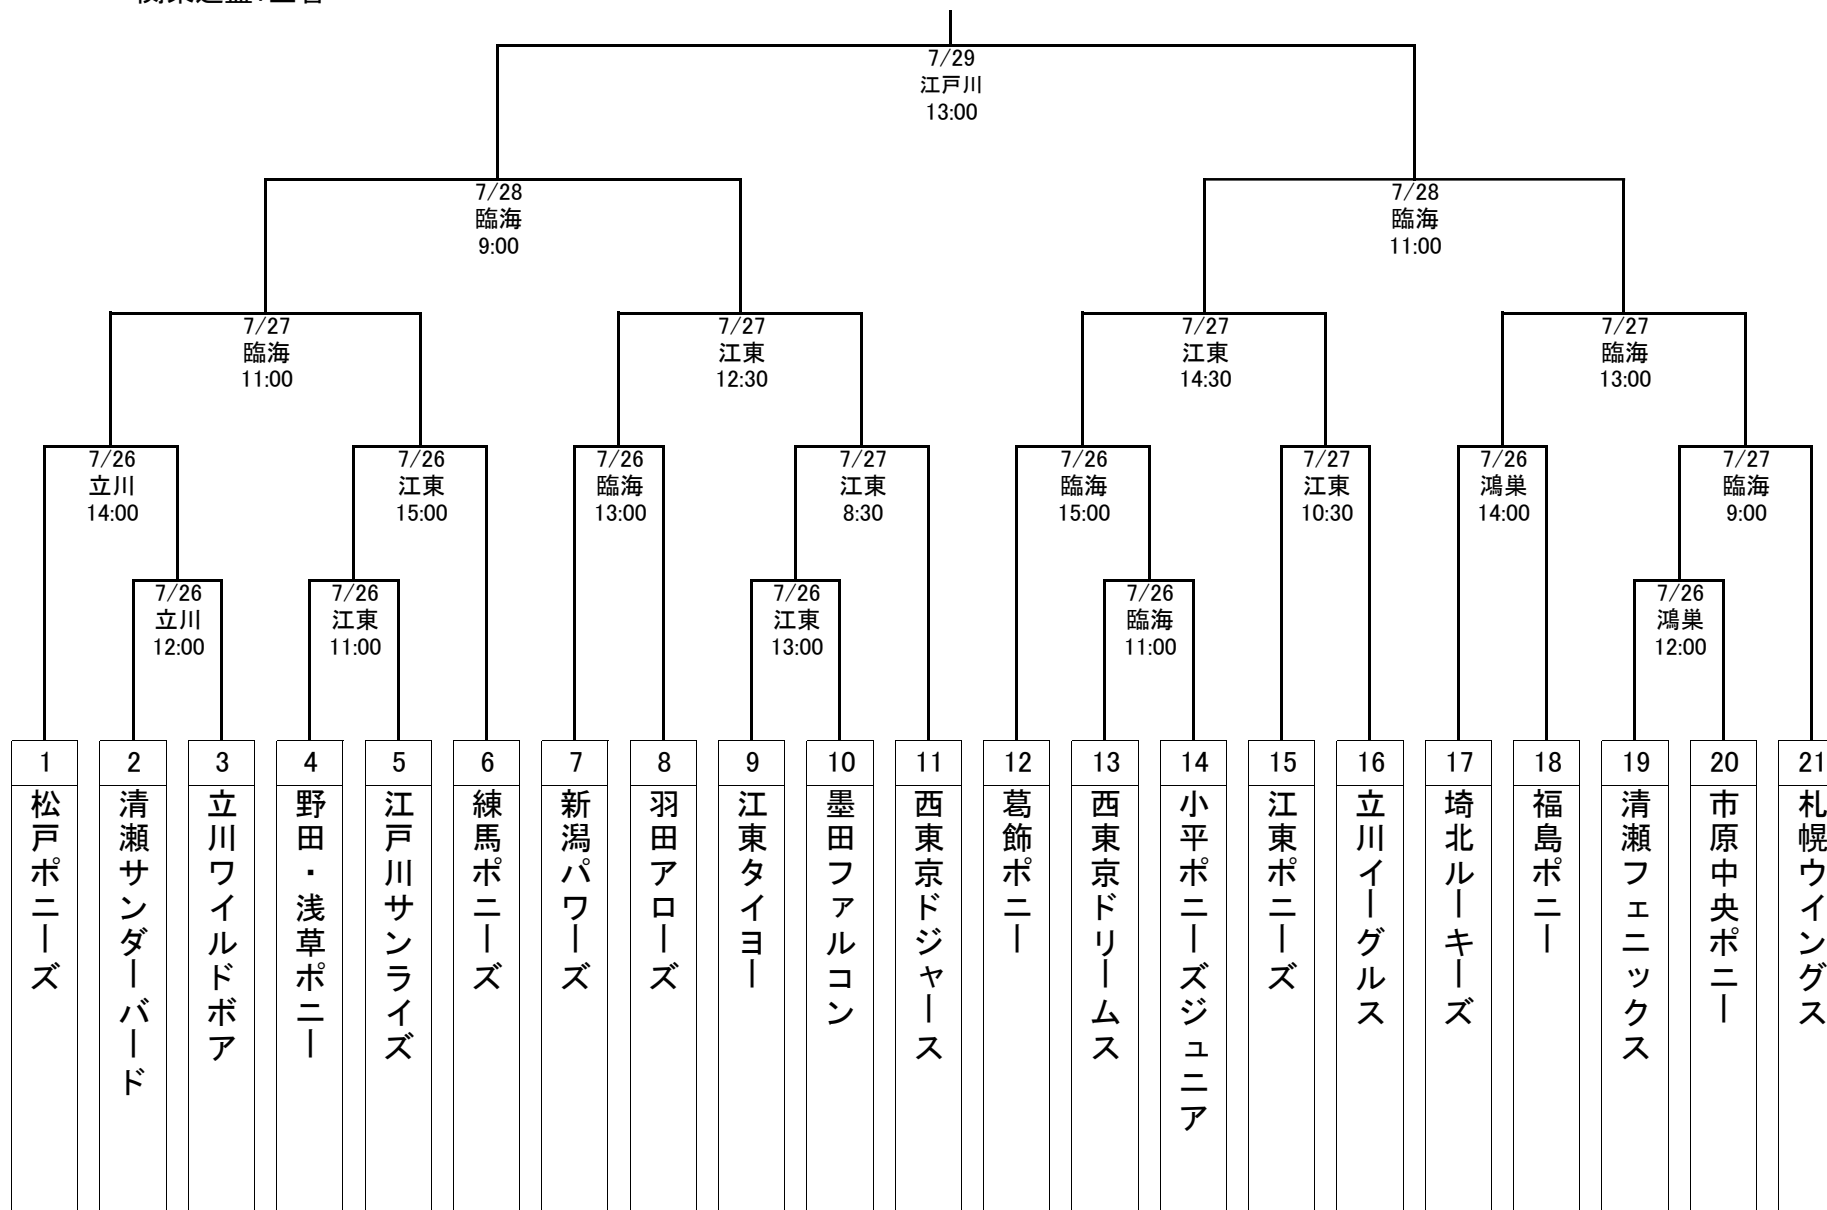 7/29
江戸川
13:00
7/28
臨海
9:00
7/28
臨海
11:00
7/27
臨海
11:00
7/27
江東
12:30
7/27
江東
14:30
7/27
臨海
13:00
7/26
立川
14:00
7/26
江東
15:00
7/26
臨海
13:00
7/27
江東
8:30
7/26
臨海
15:00
7/27
江東
10:30
7/26
鴻巣
14:00
7/27
臨海
9:00
7/26
立川
12:00
7/26
江東
11:00
7/26
江東
13:00
7/26
臨海
11:00
7/26
鴻巣
12:00
1
松戸ポニーズ
2
清瀬サンダーバード
3
立川ワイルドボア
4
野田・浅草ポニー
5
江戸川サンライズ
6
練馬ポニーズ
7
新潟パワーズ
8
羽田アローズ
9
江東タイヨー
10
墨田ファルコン
11
西東京ドジャース
12
葛飾ポニー
13
西東京ドリームス
14
小平ポニーズジュニア
15
江東ポニーズ
16
立川イーグルス
17
埼北ルーキーズ
18
福島ポニー
19
清瀬フェニックス
20
市原中央ポニー
21
札幌ウイングス